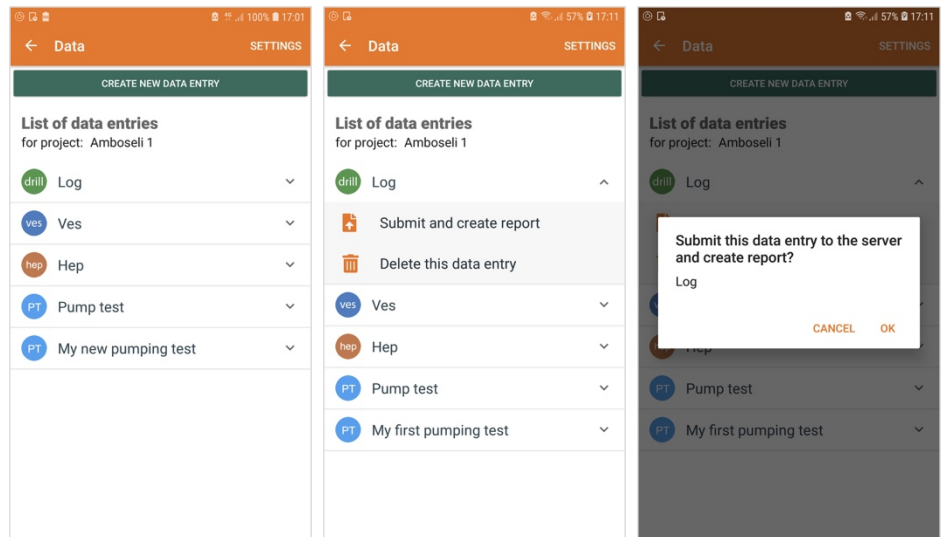 4G 100% 17:01
Data SETTINGS
CREATE NEW DATA ENTRY
List of data entries
for project: Amboseli 1
drill Log
ves Ves
hep Hep
PT Pump test
PT My new pumping test
57% 17:11
Data SETTINGS
CREATE NEW DATA ENTRY
List of data entries
for project: Amboseli 1
drill Log
Submit and create report
Delete this data entry
ves Ves
hep Hep
PT Pump test
PT My first pumping test
57% 17:11
Data SETTINGS
CREATE NEW DATA ENTRY
List of data entries
for project: Amboseli 1
drill Log
Submit this data entry to the server
and create report?
Log
CANCEL OK
Hep
PT Pump test
PT My first pumping test